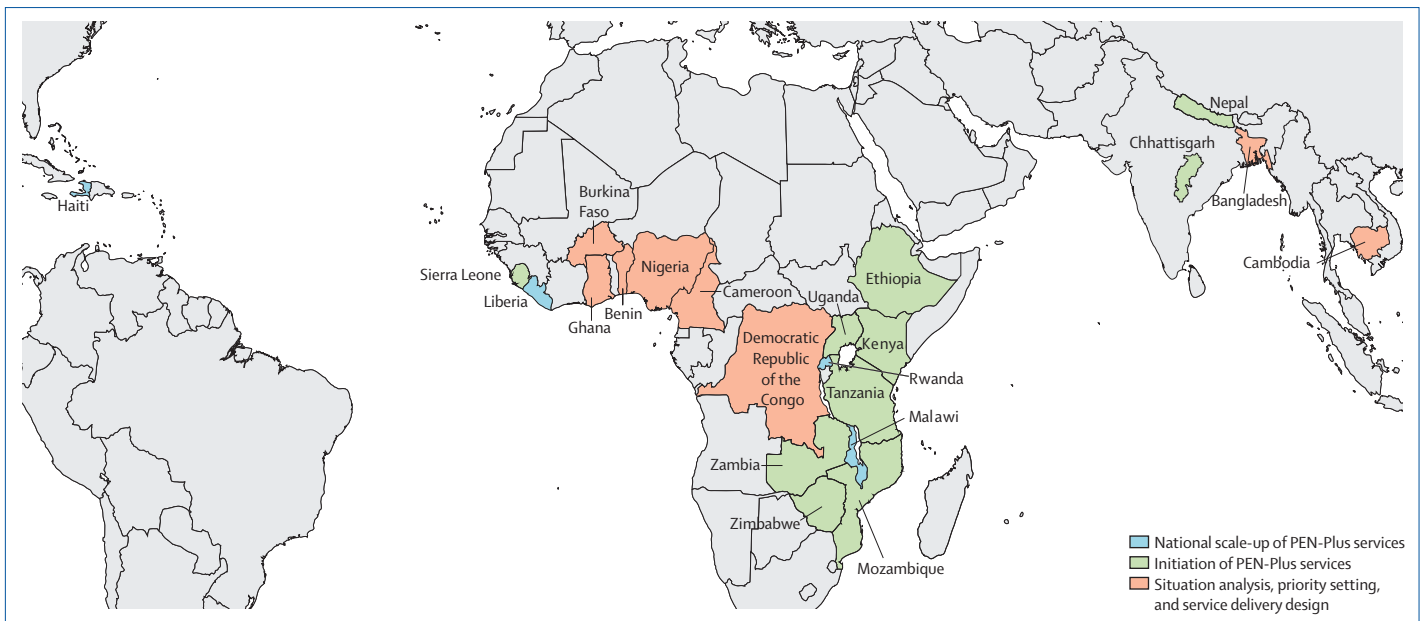 Nepal
Chhattisgarh
Bangladesh
Haiti
Burkina
Faso
Cambodia
Sierra Leone
Nigeria
Ethiopia
Liberia
Cameroon
Uganda
Benin
Ghana
Democratic
Republic
of the
Congo
Kenya
Rwanda
Tanzania
Malawi
Zambia
Zimbabwe
Mozambique
National scale-up of PEN-Plus services
Initiation of PEN-Plus services
Situation analysis, priority setting,
and service delivery design